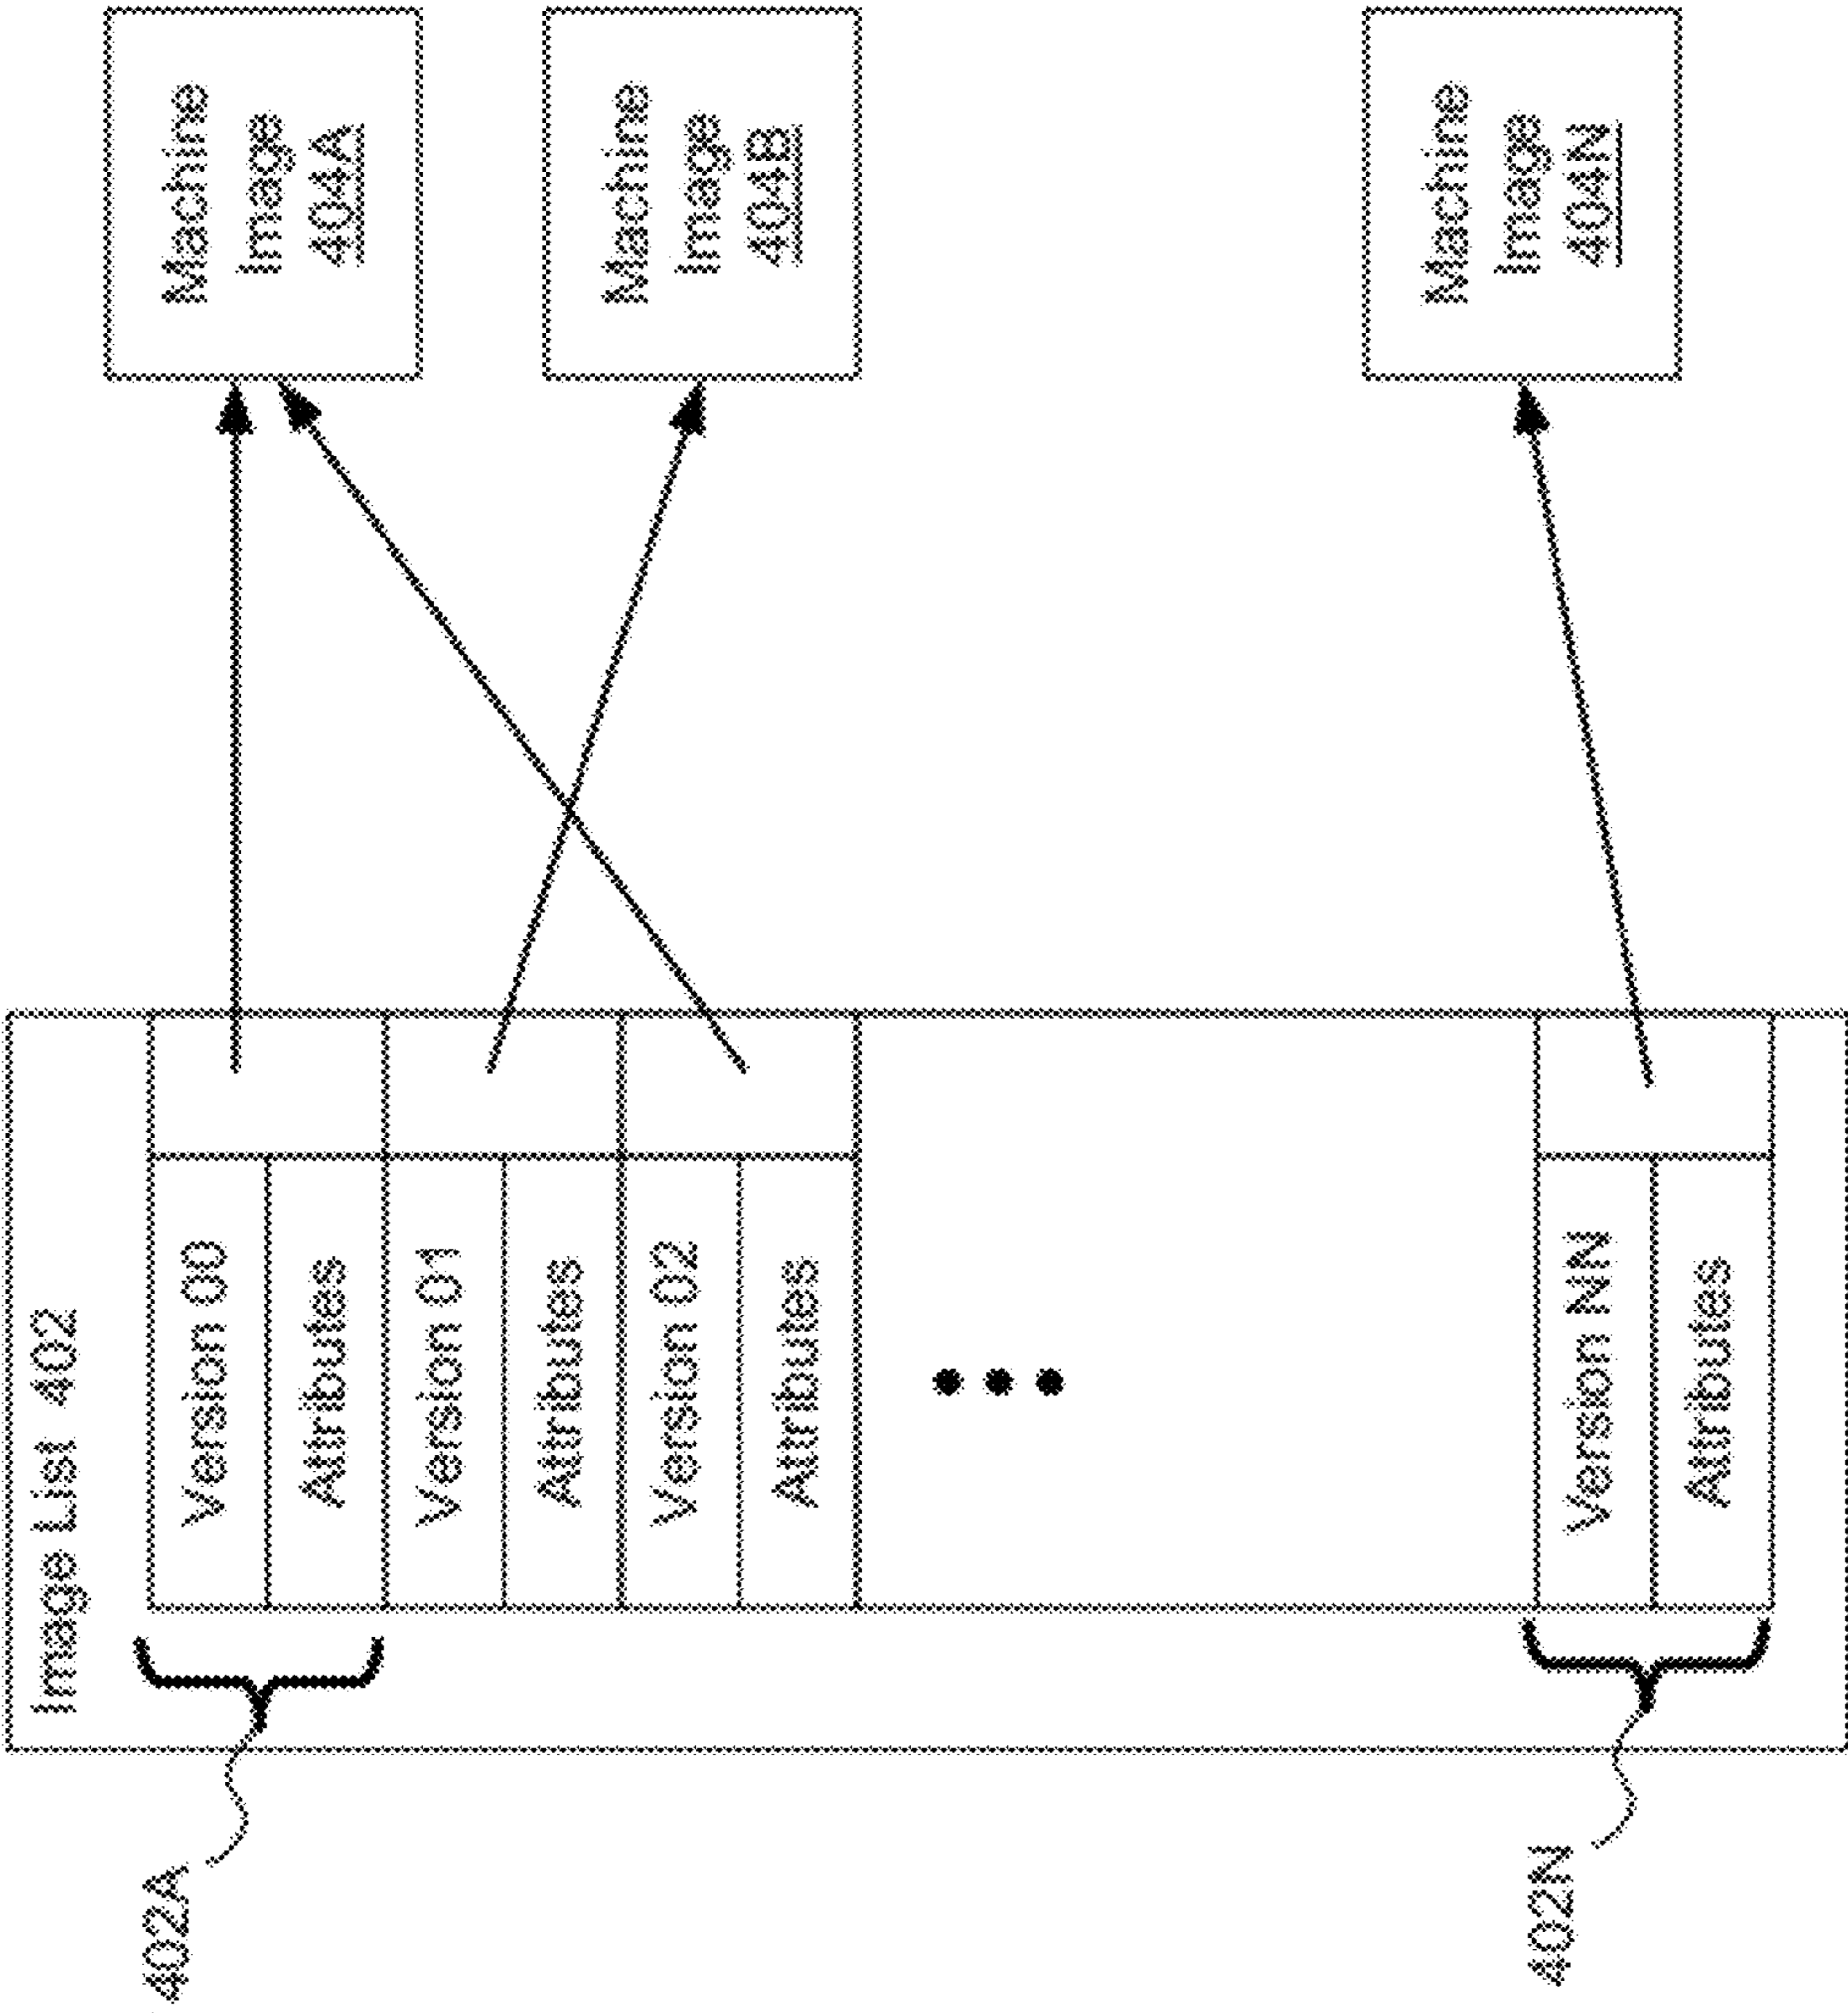 Image List 402
402A
Version 00
Attributes
Version 01
Attributes
Version 02
Attributes
402N
Version NN
Attributes
Machine
Image
404A
Machine
Image
404B
Machine
Image
404N